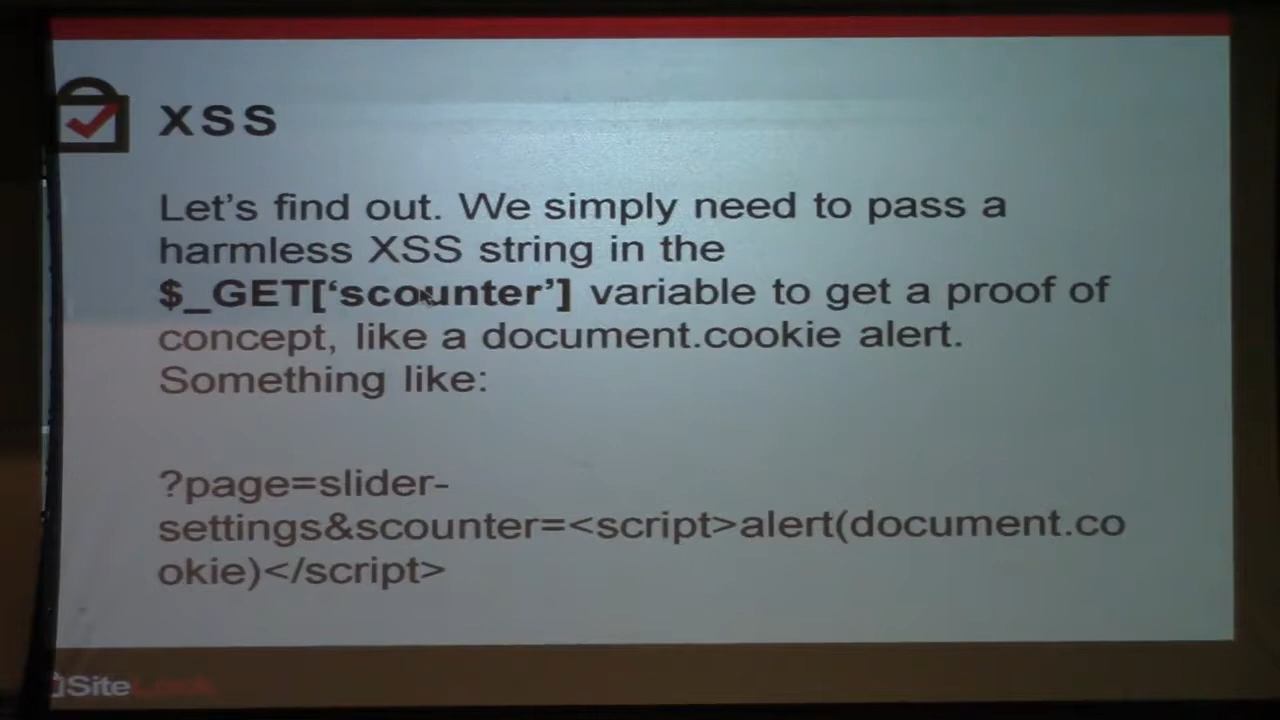 XSS
Let’s find out. We simply need to pass a
harmless XSS string in the
$_GET[‘scounter’] variable to get a proof of
concept, like a document.cookie alert.
Something like:
?page=slider-
settings&scounter=<script>alert(document.co
okie)</script>
SiteLock